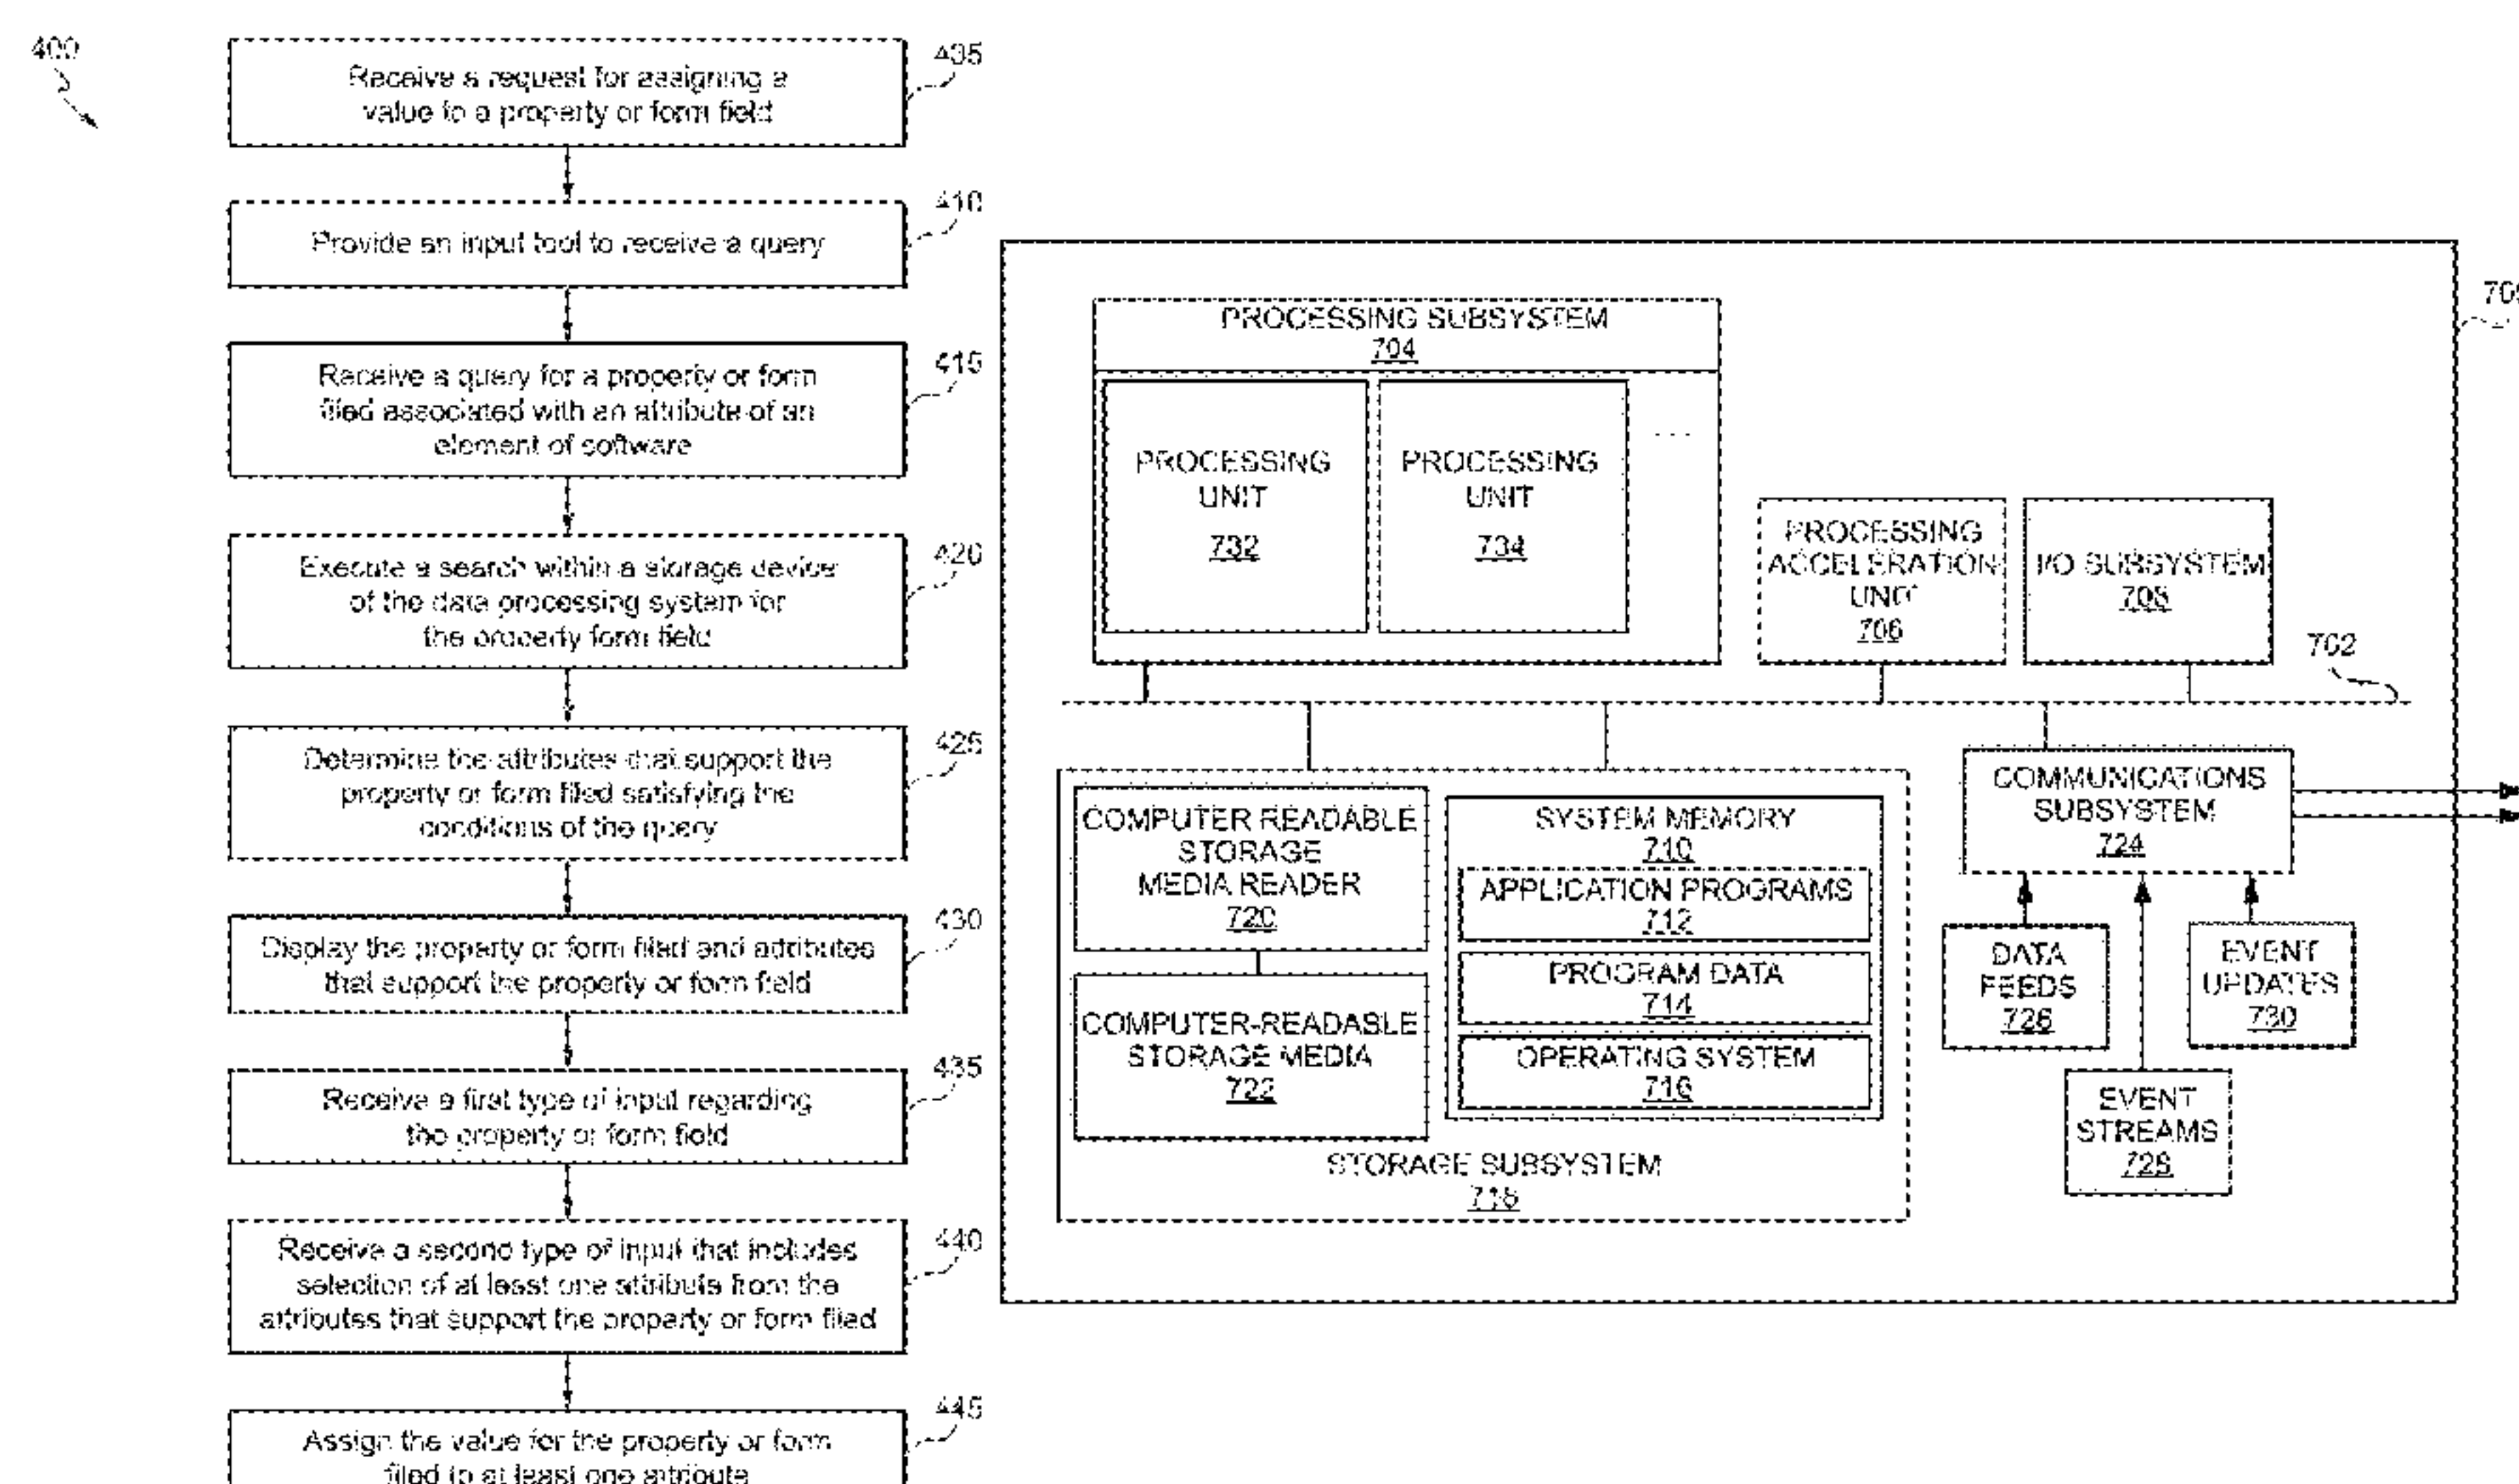 400
Receive a request for assigning a
value to a property or form field
405
Provide an input tool to receive a query
410
Receive a query for a property or form
filed associated with an attribute of an
element of software
415
Execute a search within a storage device
of the data processing system for
the property form field
420
Determine the attributes that support the
property or form filed satisfying the
conditions of the query
425
Display the property or form filed and attributes
that support the property or form field
430
Receive a first type of input regarding
the property or form field
435
Receive a second type of input that includes
selection of at least one attribute from the
attributes that support the property or form filed
440
Assign the value for the property or form
filed to at least one attribute
445
PROCESSING SUBSYSTEM
704
PROCESSING
UNIT
732
PROCESSING
UNIT
734
...
PROCESSING
ACCELERATION
UNIT
706
I/O SUBSYSTEM
708
702
COMPUTER READABLE
STORAGE
MEDIA READER
720
COMPUTER-READABLE
STORAGE MEDIA
722
SYSTEM MEMORY
710
APPLICATION PROGRAMS
712
PROGRAM DATA
714
OPERATING SYSTEM
716
STORAGE SUBSYSTEM
718
COMMUNICATIONS
SUBSYSTEM
724
DATA
FEEDS
726
EVENT
STREAMS
728
EVENT
UPDATES
730